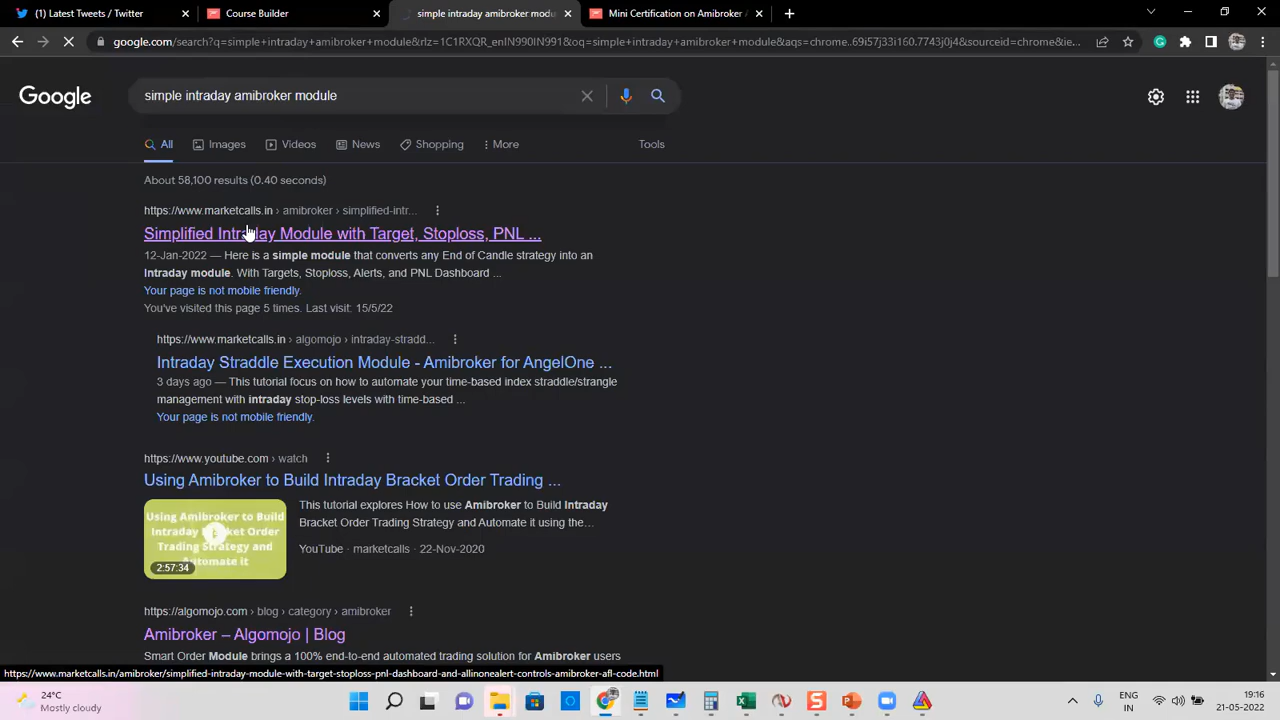 (1) Latest Tweets / Twitter
Course Builder
simple intraday amibroker modu
Mini Certification on Amibroker A
google.com/search?q=simple+intraday+amibroker+module&rlz=1C1RXQR_enIN990IN991&oq=simple+intraday+amibroker+module&aqs=chrome..69i57j33i160.7743j0j4&sourceid=chrome&ie...
Google
simple intraday amibroker module
All
Images
Videos
News
Shopping
More
Tools
About 58,100 results (0.40 seconds)
https://www.marketcalls.in › amibroker › simplified-intr...
Simplified Intraday Module with Target, Stoploss, PNL ...
12-Jan-2022 — Here is a simple module that converts any End of Candle strategy into an
Intraday module. With Targets, Stoploss, Alerts, and PNL Dashboard ...
Your page is not mobile friendly.
You've visited this page 5 times. Last visit: 15/5/22
https://www.marketcalls.in › algomojo › intraday-stradd...
Intraday Straddle Execution Module - Amibroker for AngelOne ...
3 days ago — This tutorial focus on how to automate your time-based index straddle/strangle
management with intraday stop-loss levels with time-based ...
Your page is not mobile friendly.
https://www.youtube.com › watch
Using Amibroker to Build Intraday Bracket Order Trading ...
Using Amibroker to Build
Intraday Bracket Order
Trading Strategy and
Automate it
2:57:34
This tutorial explores How to use Amibroker to Build Intraday
Bracket Order Trading Strategy and Automate it using the...
YouTube · marketcalls · 22-Nov-2020
https://algomojo.com › blog › category › amibroker
Amibroker – Algomojo | Blog
Smart Order Module brings a 100% end-to-end automated trading solution for Amibroker users
https://www.marketcalls.in/amibroker/simplified-intraday-module-with-target-stoploss-pnl-dashboard-and-allinonealert-controls-amibroker-afl-code.html
24°C
Mostly cloudy
ENG
IN
19:16
21-05-2022